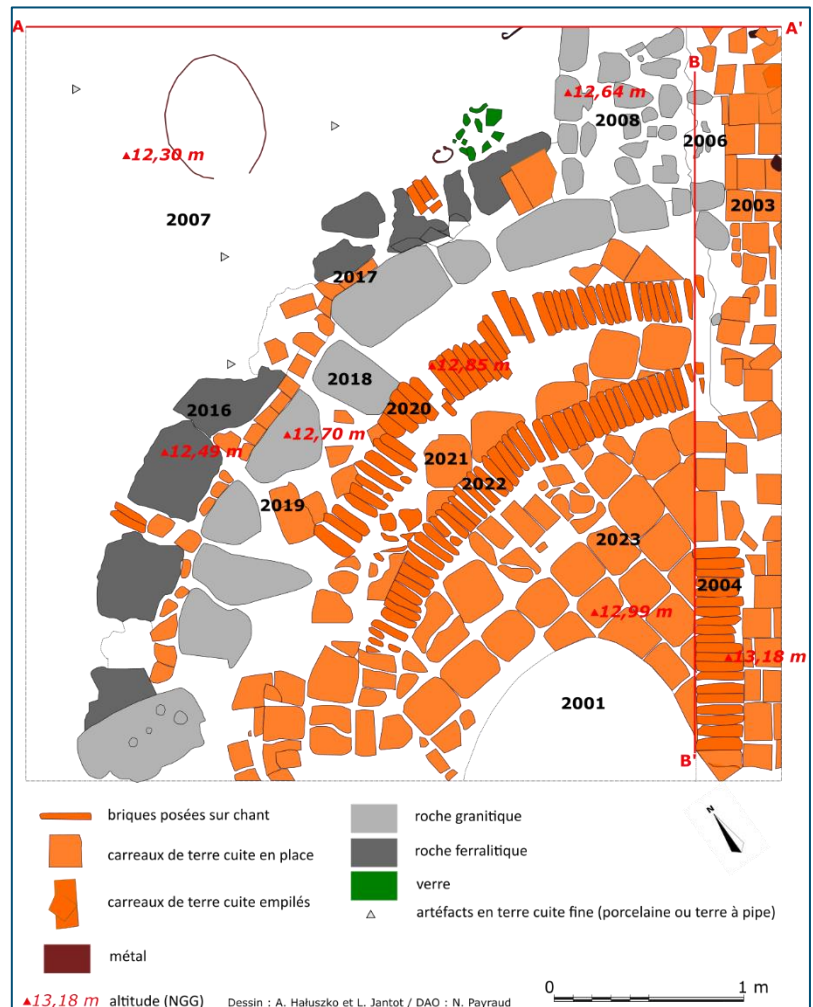 A
A'
B
12,64 m
2008
12,30 m
2006
2003
2007
2017
2018
12,85 m
2020
2016
12,70 m
12,49 m
2021
2022
2019
2023
2004
12,99 m
13,18 m
2001
B'
briques posées sur chant
roche granitique
carreaux de terre cuite en place
roche ferralitique
verre
carreaux de terre cuite empilés
artéfacts en terre cuite fine (porcelaine ou terre à pipe)
N
métal
13,18 m altitude (NGG)
Dessin : A. Hałuszko et L. Jantot / DAO : N. Payraud
0 1 m